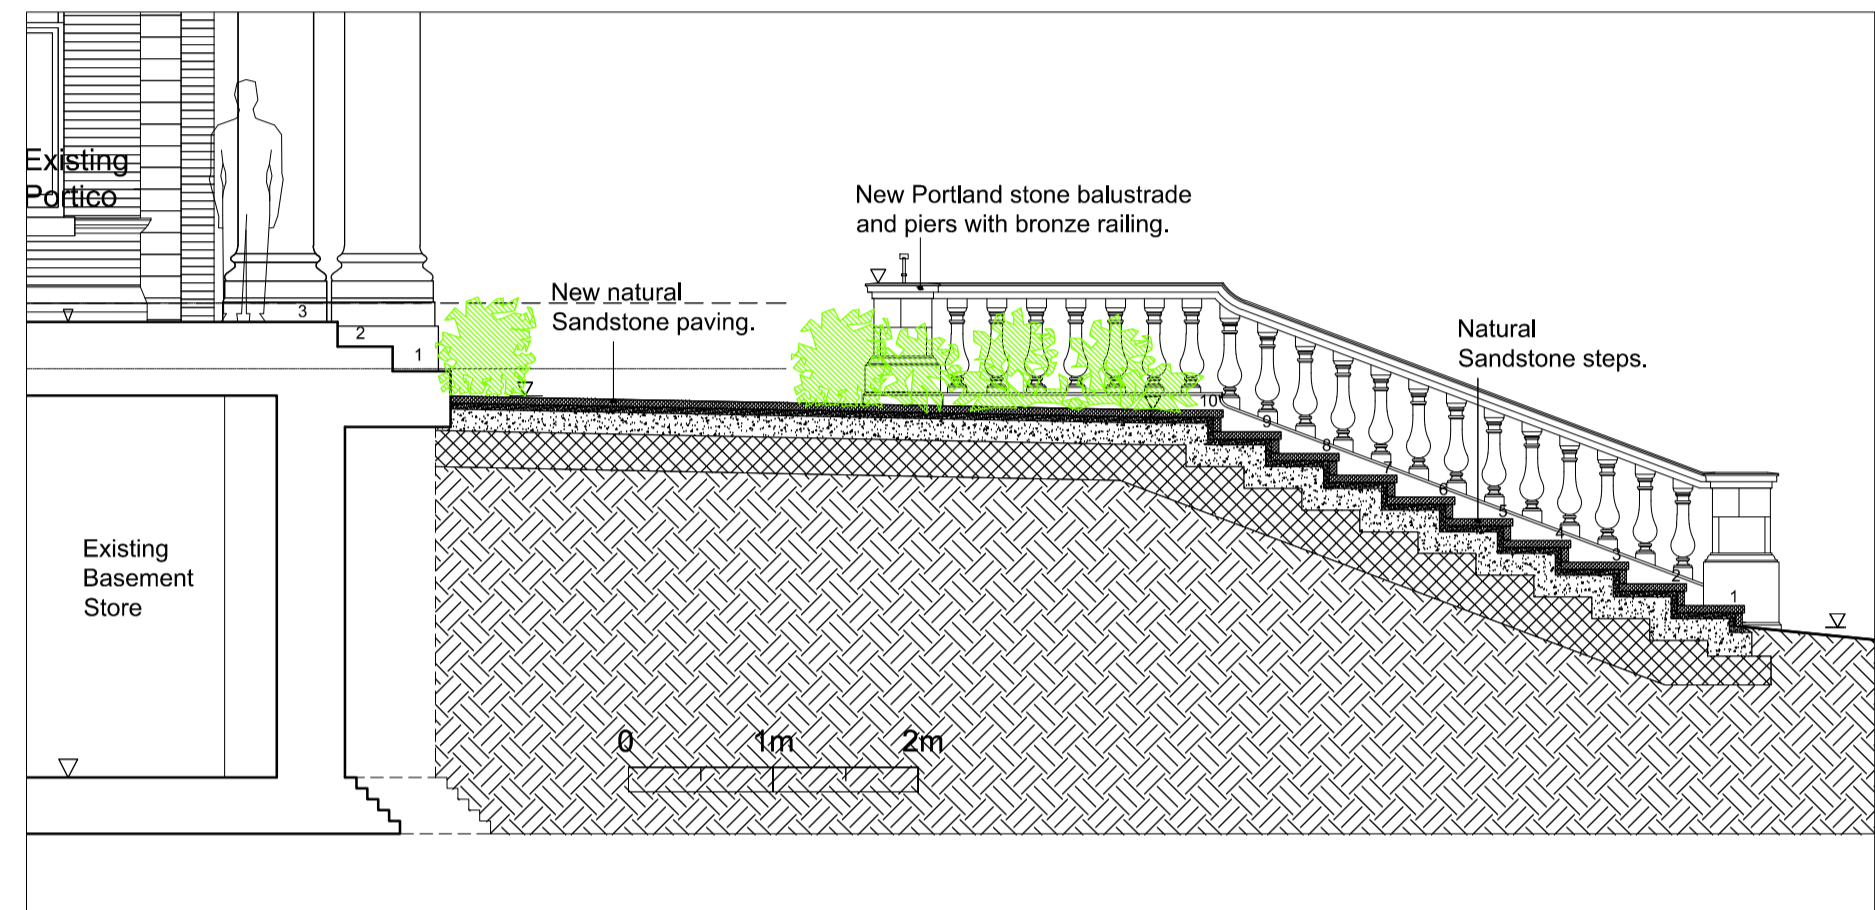 Existing
Portico
New Portland stone balustrade
and piers with bronze railing.
New natural
Sandstone paving.
Natural
Sandstone steps.
3
2
1
10
9
8
7
6
5
4
3
2
1
Existing
Basement
Store
0 1m 2m